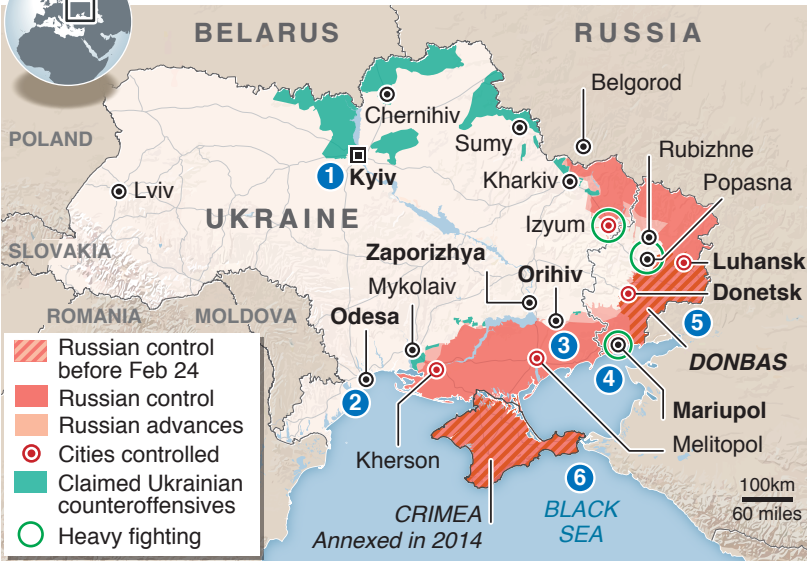 BELARUS
RUSSIA
Belgorod
Chernihiv
POLAND
Sumy
Rubizhne
1
Kyiv
Kharkiv
Popasna
Lviv
UKRAINE
Izyum
SLOVAKIA
Zaporizhya
Luhansk
Orihiv
Mykolaiv
Donetsk
ROMANIA
MOLDOVA
Odesa
5
3
DONBAS
4
2
Mariupol
Melitopol
Kherson
6
CRIMEA
Annexed in 2014
BLACK
SEA
100km
60 miles
Russian control
before Feb 24
Russian control
Russian advances
Cities controlled
Claimed Ukrainian
counteroffensives
Heavy fighting